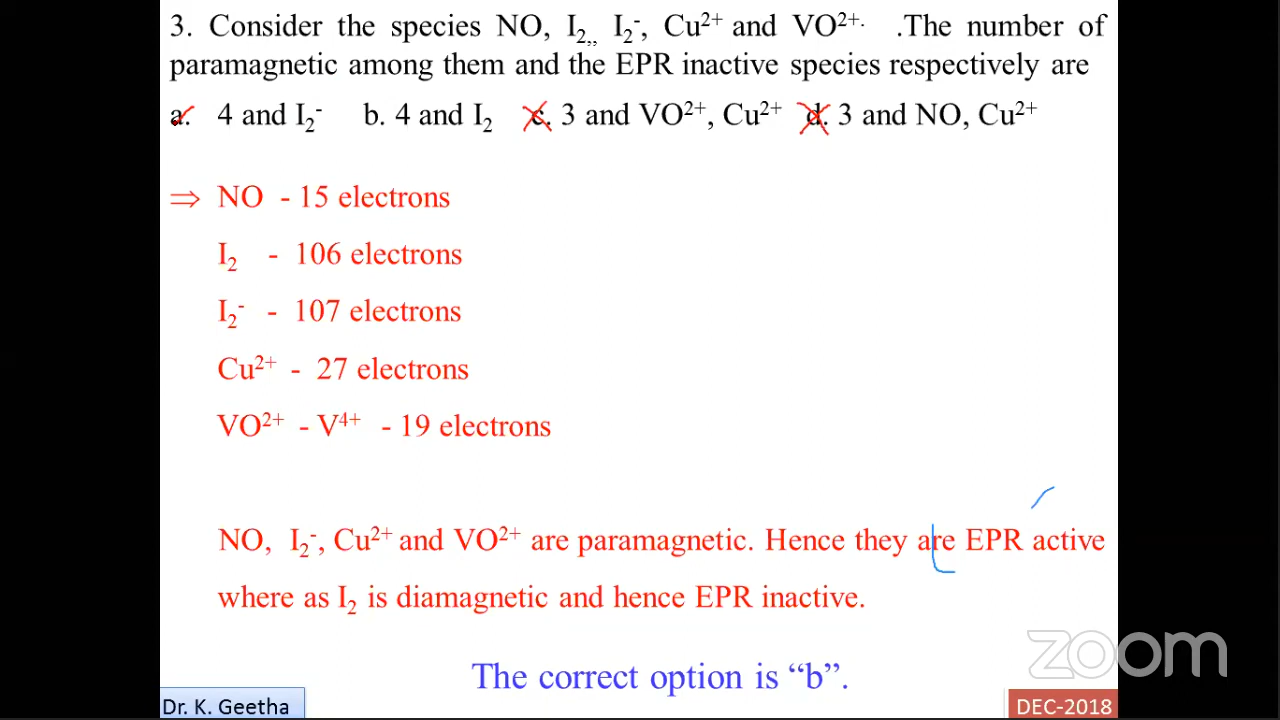 3. Consider the species NO, I₂,, I₂⁻, Cu²⁺ and VO²⁺· .The number of
paramagnetic among them and the EPR inactive species respectively are
a. 4 and I₂⁻ b. 4 and I₂ c. 3 and VO²⁺, Cu²⁺ d. 3 and NO, Cu²⁺
⇒ NO - 15 electrons
I₂ - 106 electrons
I₂⁻ - 107 electrons
Cu²⁺ - 27 electrons
VO²⁺ - V⁴⁺ - 19 electrons
NO, I₂⁻, Cu²⁺ and VO²⁺ are paramagnetic. Hence they are EPR active
where as I₂ is diamagnetic and hence EPR inactive.
zoom
The correct option is “b”.
Dr. K. Geetha
DEC-2018